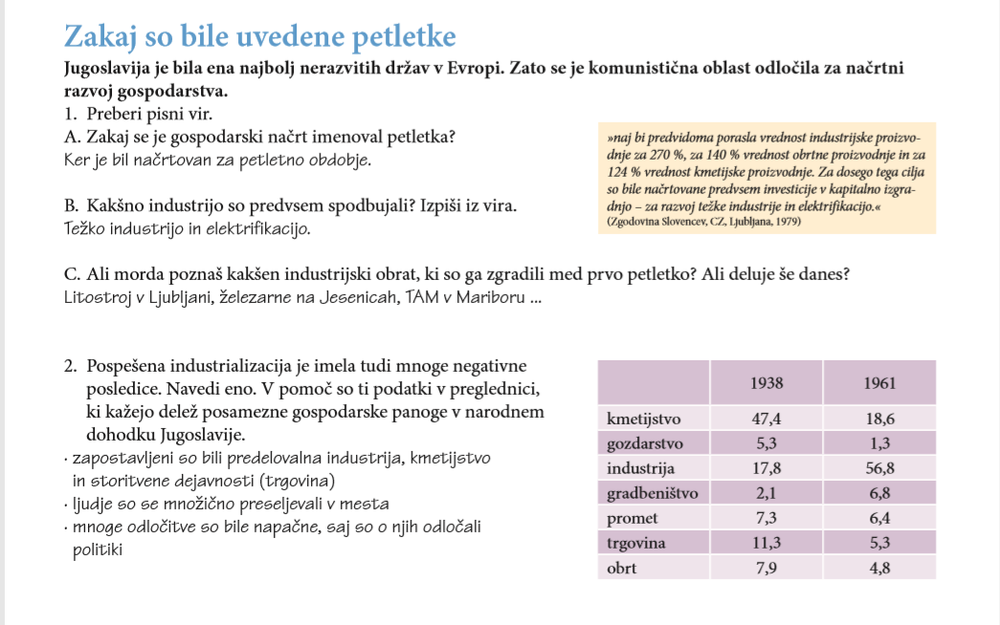 Zakaj so bile uvedene petletke
Jugoslavija je bila ena najbolj nerazvitih držav v Evropi. Zato se je komunistična oblast odločila za načrtni
razvoj gospodarstva.
1. Preberi pisni vir.
A. Zakaj se je gospodarski načrt imenoval petletka?
Ker je bil načrtovan za petletno obdobje.
B. Kakšno industrijo so predvsem spodbujali? Izpiši iz vira.
Težko industrijo in elektrifikacijo.
»naj bi predvidoma porasla vrednost industrijske proizvo-
dnje za 270 %, za 140 % vrednost obrtne proizvodnje in za
124 % vrednost kmetijske proizvodnje. Za dosego tega cilja
so bile načrtovane predvsem investicije v kapitalno izgra-
dnjo – za razvoj težke industrije in elektrifikacijo.«
(Zgodovina Slovencev, CZ, Ljubljana, 1979)
C. Ali morda poznaš kakšen industrijski obrat, ki so ga zgradili med prvo petletko? Ali deluje še danes?
Litostroj v Ljubljani, železarne na Jesenicah, TAM v Mariboru ...
2. Pospešena industrializacija je imela tudi mnoge negativne
posledice. Navedi eno. V pomoč so ti podatki v preglednici,
ki kažejo delež posamezne gospodarske panoge v narodnem
dohodku Jugoslavije.
· zapostavljeni so bili predelovalna industrija, kmetijstvo
in storitvene dejavnosti (trgovina)
· ljudje so se množično preseljevali v mesta
· mnoge odločitve so bile napačne, saj so o njih odločali
politiki
1938 1961
kmetijstvo 47,4 18,6
gozdarstvo 5,3 1,3
industrija 17,8 56,8
gradbeništvo 2,1 6,8
promet 7,3 6,4
trgovina 11,3 5,3
obrt 7,9 4,8